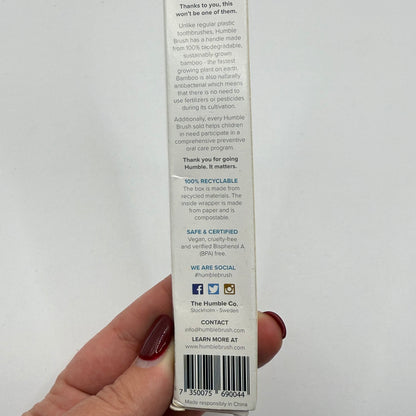 Thanks to you, this
won't be one of them.
Unlike regular plastic
toothbrushes, Humble
Brush has a handle made
from 100% biodegradable,
sustainably-grown
bamboo - the fastest
growing plant on earth.
Bamboo is also naturally
antibacterial which means
that there is no need to
use fertilizers or pesticides
during its cultivation.
Additionally, every Humble
Brush sold helps children
in need participate in a
comprehensive preventive
oral care program.
Thank you for going
Humble. It matters.
100% RECYCLABLE
The box is made from
recycled materials. The
inside wrapper is made
from paper and is
compostable.
SAFE & CERTIFIED
Vegan, cruelty-free
and verified Bisphenol A
(BPA) free.
WE ARE SOCIAL
#humblebrush
The Humble Co.
Stockholm - Sweden
CONTACT
info@humblebrush.com
LEARN MORE AT
www.humblebrush.com
7 350075 690044
Made responsibly in China